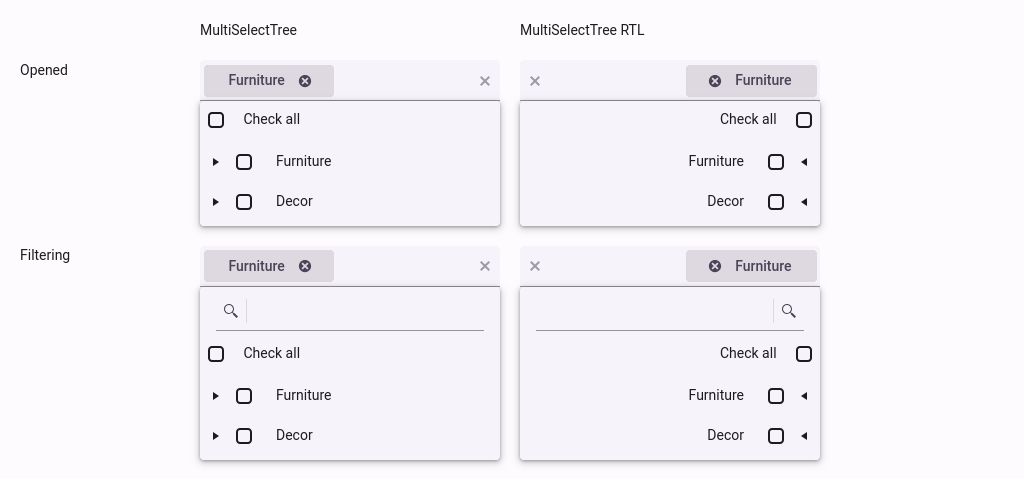 MultiSelectTree
MultiSelectTree RTL
Opened
Furniture
Furniture
Check all
Check all
Furniture
Furniture
Decor
Decor
Filtering
Furniture
Furniture
Check all
Check all
Furniture
Furniture
Decor
Decor